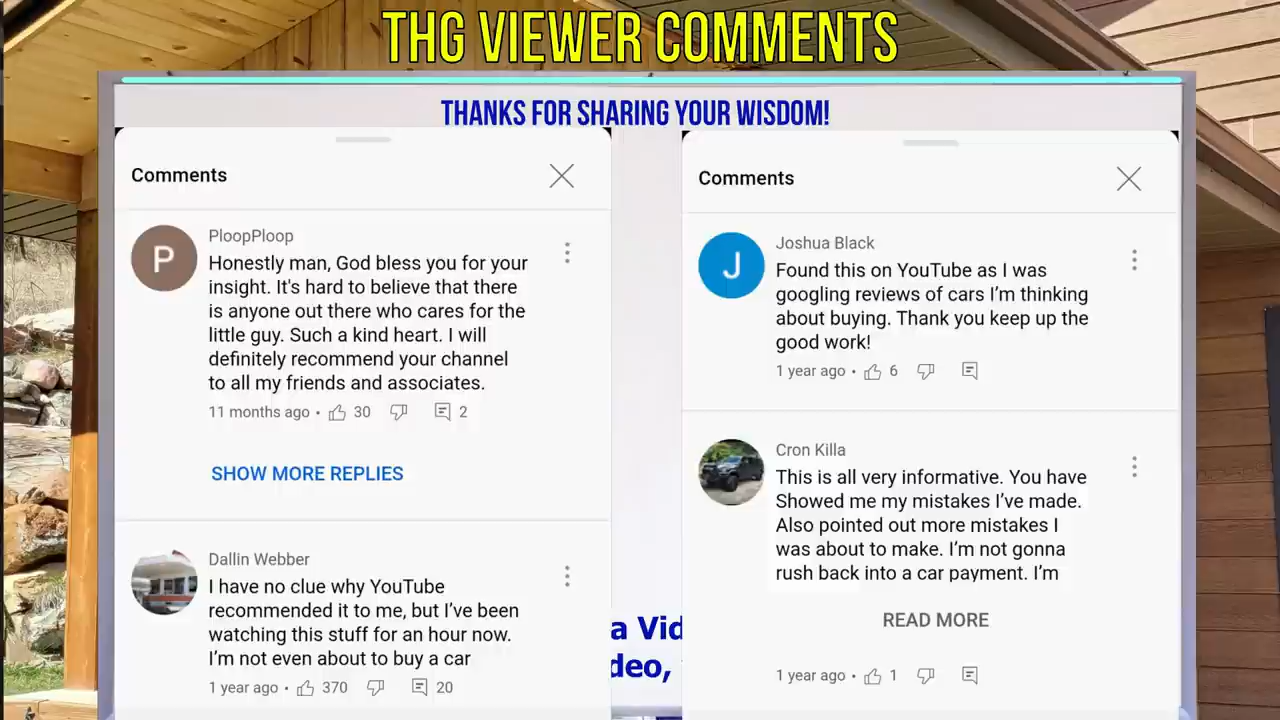 THG VIEWER COMMENTS
THANKS FOR SHARING YOUR WISDOM!
Comments
P
PloopPloop
Honestly man, God bless you for your
insight. It's hard to believe that there
is anyone out there who cares for the
little guy. Such a kind heart. I will
definitely recommend your channel
to all my friends and associates.
11 months ago • 30 2
SHOW MORE REPLIES
Dallin Webber
I have no clue why YouTube
recommended it to me, but I’ve been
watching this stuff for an hour now.
I’m not even about to buy a car
1 year ago • 370 20
Comments
J
Joshua Black
Found this on YouTube as I was
googling reviews of cars I’m thinking
about buying. Thank you keep up the
good work!
1 year ago • 6
Cron Killa
This is all very informative. You have
Showed me my mistakes I’ve made.
Also pointed out more mistakes I
was about to make. I’m not gonna
rush back into a car payment. I’m
READ MORE
1 year ago • 1
a